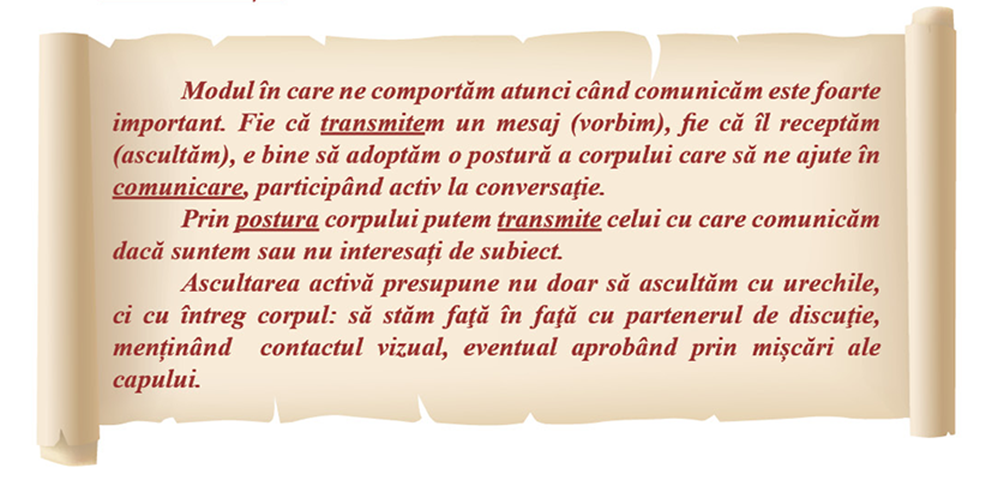 Modul în care ne comportăm atunci când comunicăm este foarte
important. Fie că transmitem un mesaj (vorbim), fie că îl receptăm
(ascultăm), e bine să adoptăm o postură a corpului care să ne ajute în
comunicare, participând activ la conversaţie.
Prin postura corpului putem transmite celui cu care comunicăm
dacă suntem sau nu interesați de subiect.
Ascultarea activă presupune nu doar să ascultăm cu urechile,
ci cu întreg corpul: să stăm faţă în faţă cu partenerul de discuţie,
menținând contactul vizual, eventual aprobând prin mișcări ale
capului.